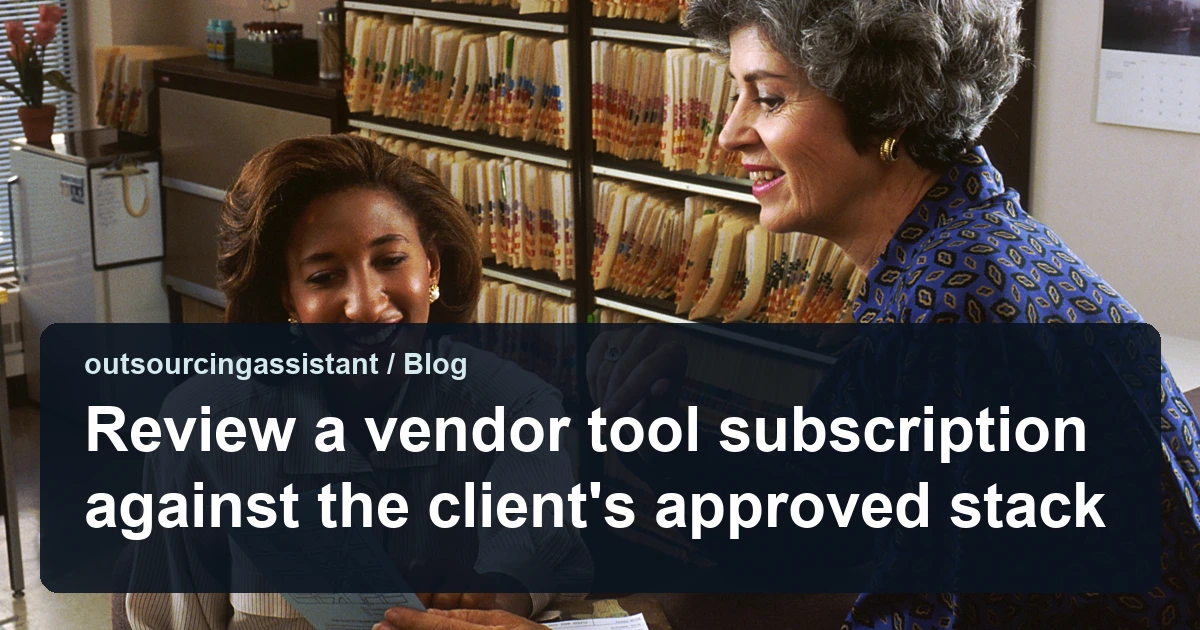 outsourcingassistant / Blog
Review a vendor tool subscription
against the client's approved stack